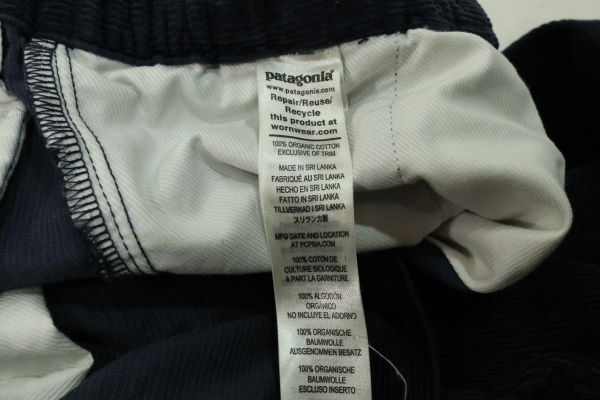 patagonia®
www.patagonia.com
Repair/Reuse/
Recycle
this product at
wornwear.com
100% ORGANIC COTTON
EXCLUSIVE OF TRIM
MADE IN SRI LANKA
FABRIQUÉ AU SRI LANKA
HECHO EN SRI LANKA
FATTO IN SRI LANKA
TILLVERKAD I SRI LANKA
スリランカ製
MFG DATE AND LOCATION
AT PCPSIA.COM
100% COTON DE
CULTURE BIOLOGIQUE
A PART LA GARNITURE
100% ALGODÓN
ORGÁNICO
NO INCLUYE EL ADORNO
100% ORGANISCHE
BAUMWOLLE
AUSGENOMMEN BESATZ
100% ORGANISCHE
BAUMWOLLE
EXCLUSO INSERTI